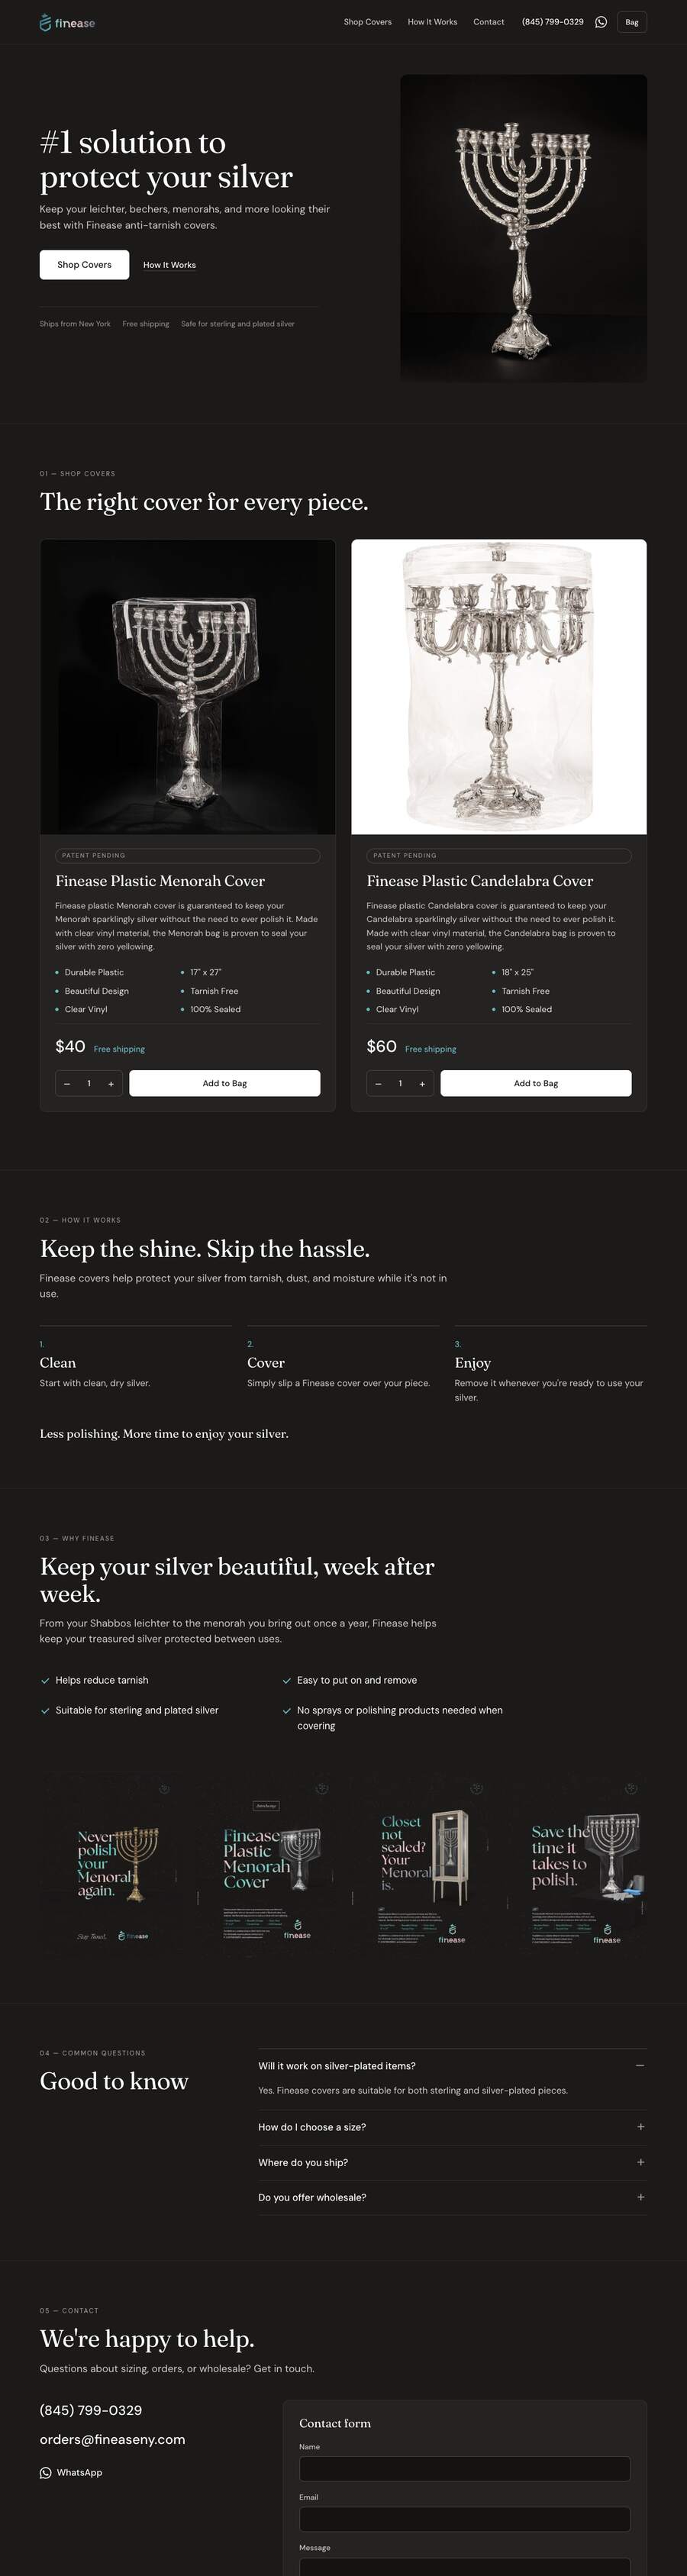 finease
Shop Covers
How It Works
Contact
(845) 799-0329
Bag
#1 solution to
protect your silver
Keep your leichter, bechers, menorahs, and more looking their
best with Finease anti-tarnish covers.
Shop Covers
How It Works
Ships from New York
Free shipping
Safe for sterling and plated silver
01 — SHOP COVERS
The right cover for every piece.
PATENT PENDING
Finease Plastic Menorah Cover
Finease plastic Menorah cover is guaranteed to keep your
Menorah sparklingly silver without the need to ever polish it. Made
with clear vinyl material, the Menorah bag is proven to seal your
silver with zero yellowing.
Durable Plastic
17" x 27"
Beautiful Design
Tarnish Free
Clear Vinyl
100% Sealed
$40
Free shipping
– 1 +
Add to Bag
PATENT PENDING
Finease Plastic Candelabra Cover
Finease plastic Candelabra cover is guaranteed to keep your
Candelabra sparklingly silver without the need to ever polish it.
Made with clear vinyl material, the Candelabra bag is proven to
seal your silver with zero yellowing.
Durable Plastic
18" x 25"
Beautiful Design
Tarnish Free
Clear Vinyl
100% Sealed
$60
Free shipping
– 1 +
Add to Bag
02 — HOW IT WORKS
Keep the shine. Skip the hassle.
Finease covers help protect your silver from tarnish, dust, and moisture while it's not in
use.
1.
Clean
Start with clean, dry silver.
2.
Cover
Simply slip a Finease cover over your piece.
3.
Enjoy
Remove it whenever you're ready to use your
silver.
Less polishing. More time to enjoy your silver.
03 — WHY FINEASE
Keep your silver beautiful, week after
week.
From your Shabbos leichter to the menorah you bring out once a year, Finease helps
keep your treasured silver protected between uses.
Helps reduce tarnish
Easy to put on and remove
Suitable for sterling and plated silver
No sprays or polishing products needed when
covering
Never
polish
your
Menorah
again.
Stay Tuned.
finease
Finease
Plastic
Menorah
Cover
finease
Closet
not
sealed?
Your
Menorah
is.
finease
Save the
time it
takes to
polish.
finease
04 — COMMON QUESTIONS
Good to know
Will it work on silver-plated items?
Yes. Finease covers are suitable for both sterling and silver-plated pieces.
How do I choose a size?
Where do you ship?
Do you offer wholesale?
05 — CONTACT
We're happy to help.
Questions about sizing, orders, or wholesale? Get in touch.
(845) 799-0329
orders@fineaseny.com
WhatsApp
Contact form
Name
Email
Message